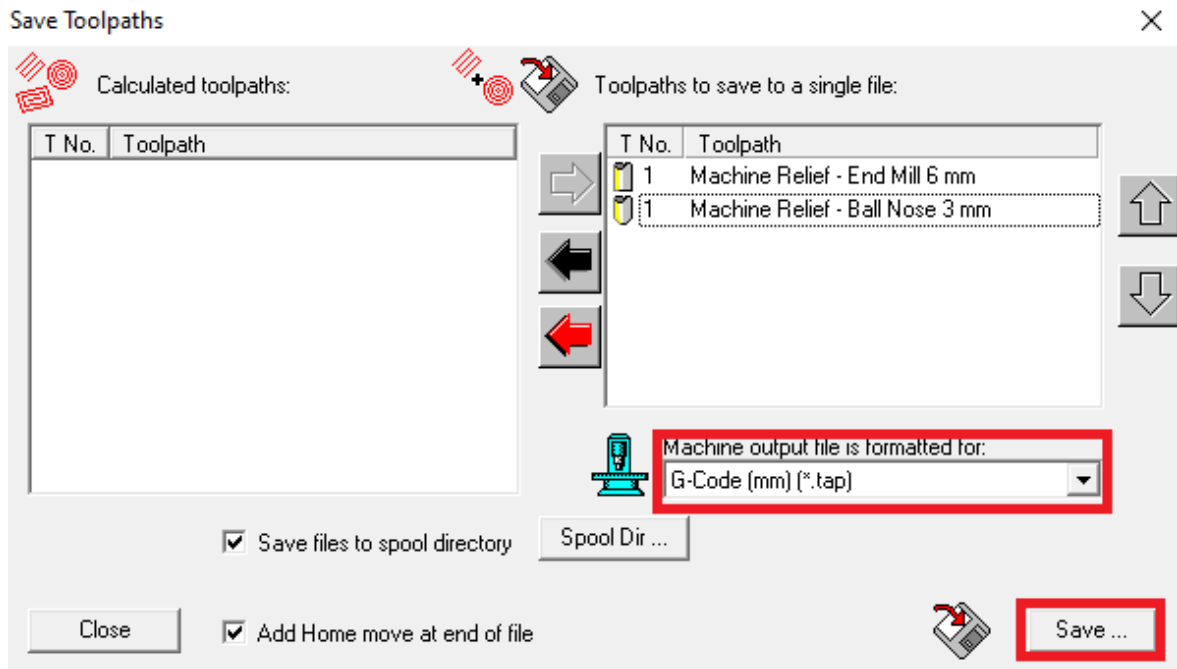 Save Toolpaths
Calculated toolpaths:
Toolpaths to save to a single file:
T No. Toolpath
T No. Toolpath
1 Machine Relief - End Mill 6 mm
1 Machine Relief - Ball Nose 3 mm
Machine output file is formatted for:
G-Code (mm) (*.tap)
Save files to spool directory
Spool Dir ...
Close
Add Home move at end of file
Save ...